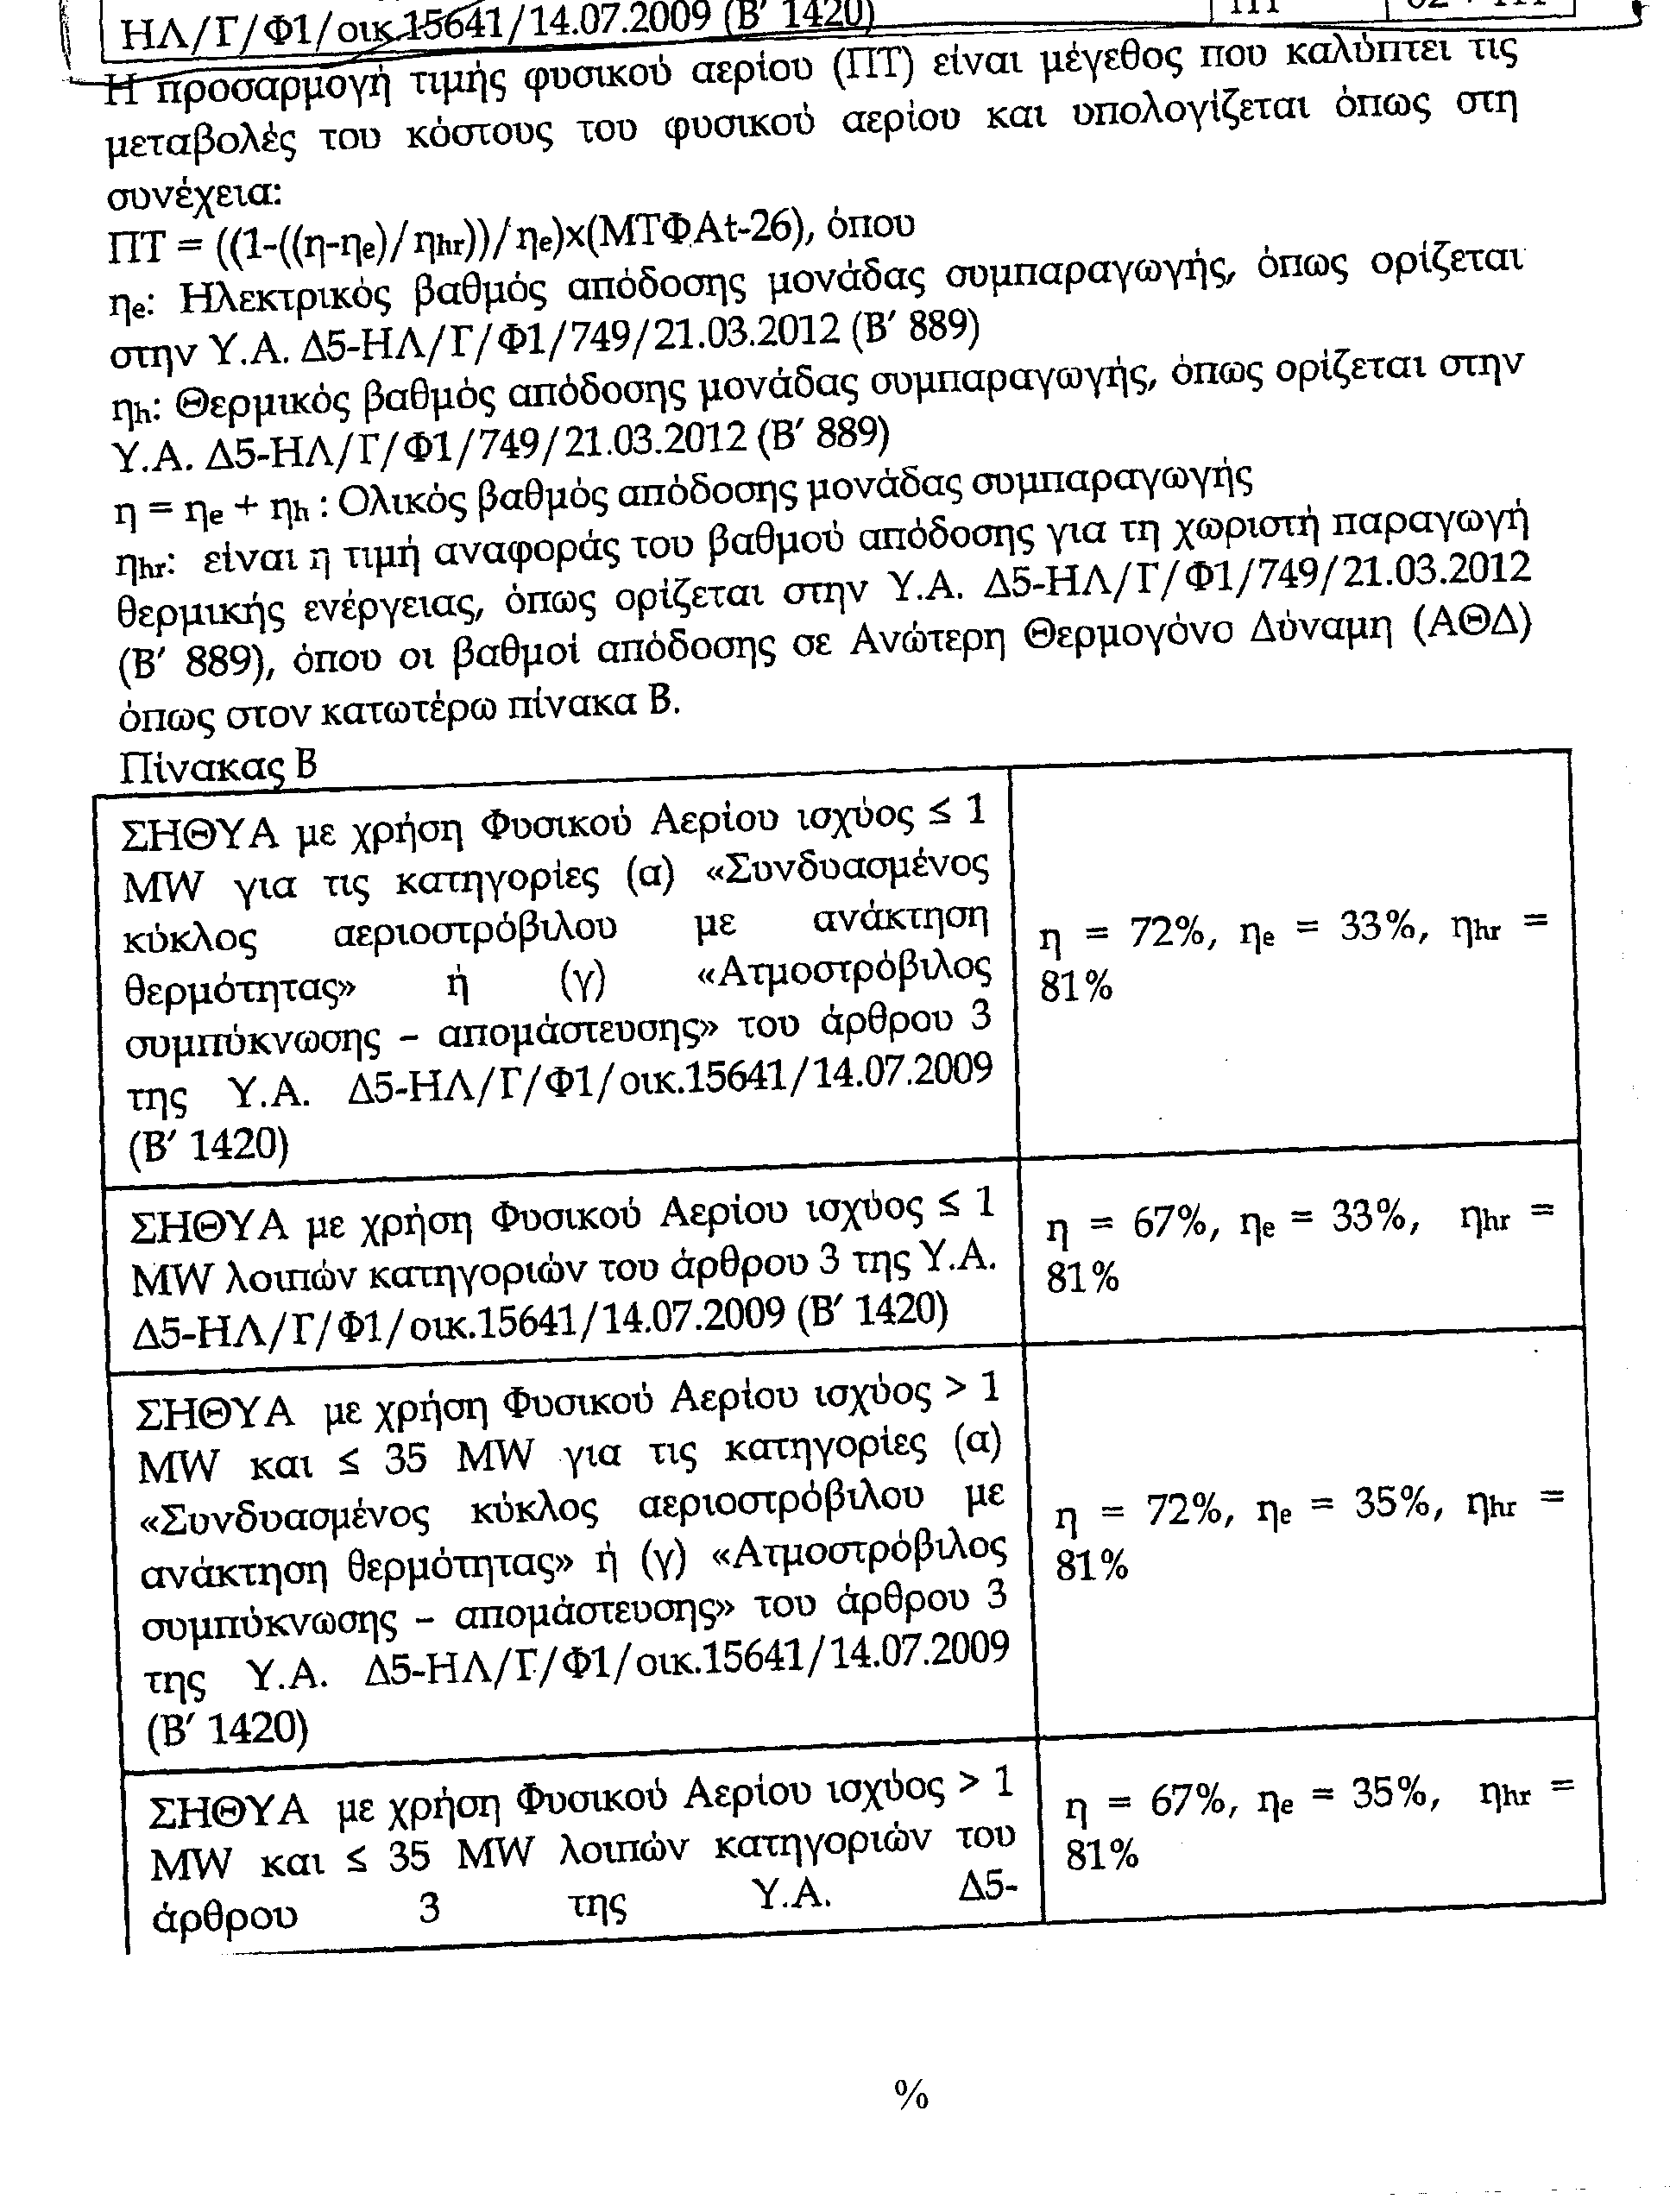 ΗΛ/Γ/Φ1/οικ.15641/14.07.2009 (Β΄ 1420)
Η προσαρμογή τιμής φυσικού αερίου (ΠΤ) είναι μέγεθος που καλύπτει τις
μεταβολές του κόστους του φυσικού αερίου και υπολογίζεται όπως στη
συνέχεια:
ΠΤ = ((1-((η-ηe)/ηhr))/ηe)x(ΜΤΦΑt-26), όπου
ηe: Ηλεκτρικός βαθμός απόδοσης μονάδας συμπαραγωγής, όπως ορίζεται
στην Υ.Α. Δ5-ΗΛ/Γ/Φ1/749/21.03.2012 (Β΄ 889)
ηh: Θερμικός βαθμός απόδοσης μονάδας συμπαραγωγής, όπως ορίζεται στην
Υ.Α. Δ5-ΗΛ/Γ/Φ1/749/21.03.2012 (Β΄ 889)
η = ηe + ηh : Ολικός βαθμός απόδοσης μονάδας συμπαραγωγής
ηhr: είναι η τιμή αναφοράς του βαθμού απόδοσης για τη χωριστή παραγωγή
θερμικής ενέργειας, όπως ορίζεται στην Υ.Α. Δ5-ΗΛ/Γ/Φ1/749/21.03.2012
(Β΄ 889), όπου οι βαθμοί απόδοσης σε Ανώτερη Θερμογόνο Δύναμη (ΑΘΔ)
όπως στον κατωτέρω πίνακα Β.
Πίνακας Β
ΣΗΘΥΑ με χρήση Φυσικού Αερίου ισχύος ≤ 1
MW για τις κατηγορίες (α) «Συνδυασμένος
κύκλος αεριοστρόβιλου με ανάκτηση
θερμότητας» ή (γ) «Ατμοστρόβιλος
συμπύκνωσης – απομάστευσης» του άρθρου 3
της Υ.Α. Δ5-ΗΛ/Γ/Φ1/οικ.15641/14.07.2009
(Β΄ 1420)
η = 72%, ηe = 33%, ηhr =
81%
ΣΗΘΥΑ με χρήση Φυσικού Αερίου ισχύος ≤ 1
MW λοιπών κατηγοριών του άρθρου 3 της Υ.Α.
Δ5-ΗΛ/Γ/Φ1/οικ.15641/14.07.2009 (Β΄ 1420)
η = 67%, ηe = 33%, ηhr =
81%
ΣΗΘΥΑ με χρήση Φυσικού Αερίου ισχύος > 1
MW και ≤ 35 MW για τις κατηγορίες (α)
«Συνδυασμένος κύκλος αεριοστρόβιλου με
ανάκτηση θερμότητας» ή (γ) «Ατμοστρόβιλος
συμπύκνωσης – απομάστευσης» του άρθρου 3
της Υ.Α. Δ5-ΗΛ/Γ/Φ1/οικ.15641/14.07.2009
(Β΄ 1420)
η = 72%, ηe = 35%, ηhr =
81%
ΣΗΘΥΑ με χρήση Φυσικού Αερίου ισχύος > 1
MW και ≤ 35 MW λοιπών κατηγοριών του
άρθρου 3 της Υ.Α. Δ5-
η = 67%, ηe = 35%, ηhr =
81%
%